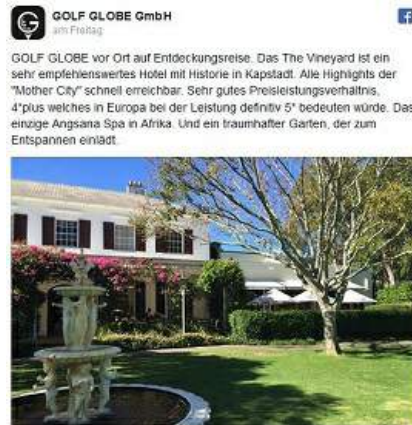 GOLF GLOBE GmbH
am Freitag
GOLF GLOBE vor Ort auf Entdeckungsreise. Das The Vineyard ist ein
sehr empfehlenswertes Hotel mit Historie in Kapstadt. Alle Highlights der
"Mother City" schnell erreichbar. Sehr gutes Preisleistungsverhältnis,
4*plus welches in Europa bei der Leistung definitiv 5* bedeuten würde. Das
einzige Angsana Spa in Afrika. Und ein traumhafter Garten, der zum
Entspannen einlädt.